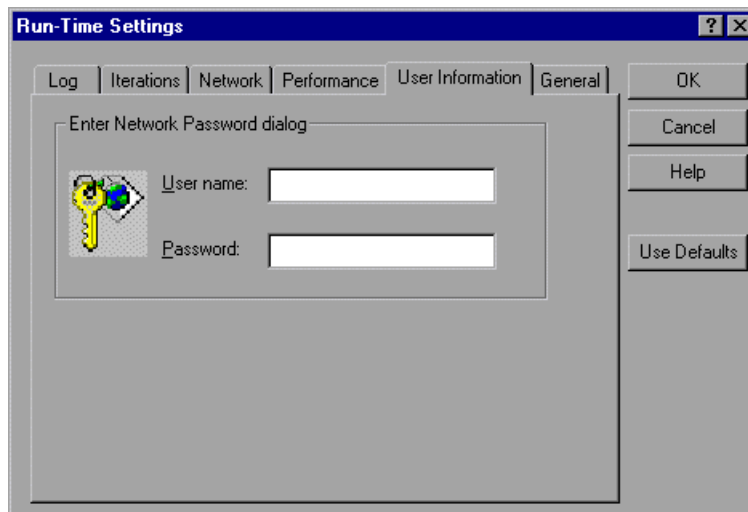 Run-Time Settings
Log Iterations Network Performance User Information General
Enter Network Password dialog
User name:
Password:
OK
Cancel
Help
Use Defaults